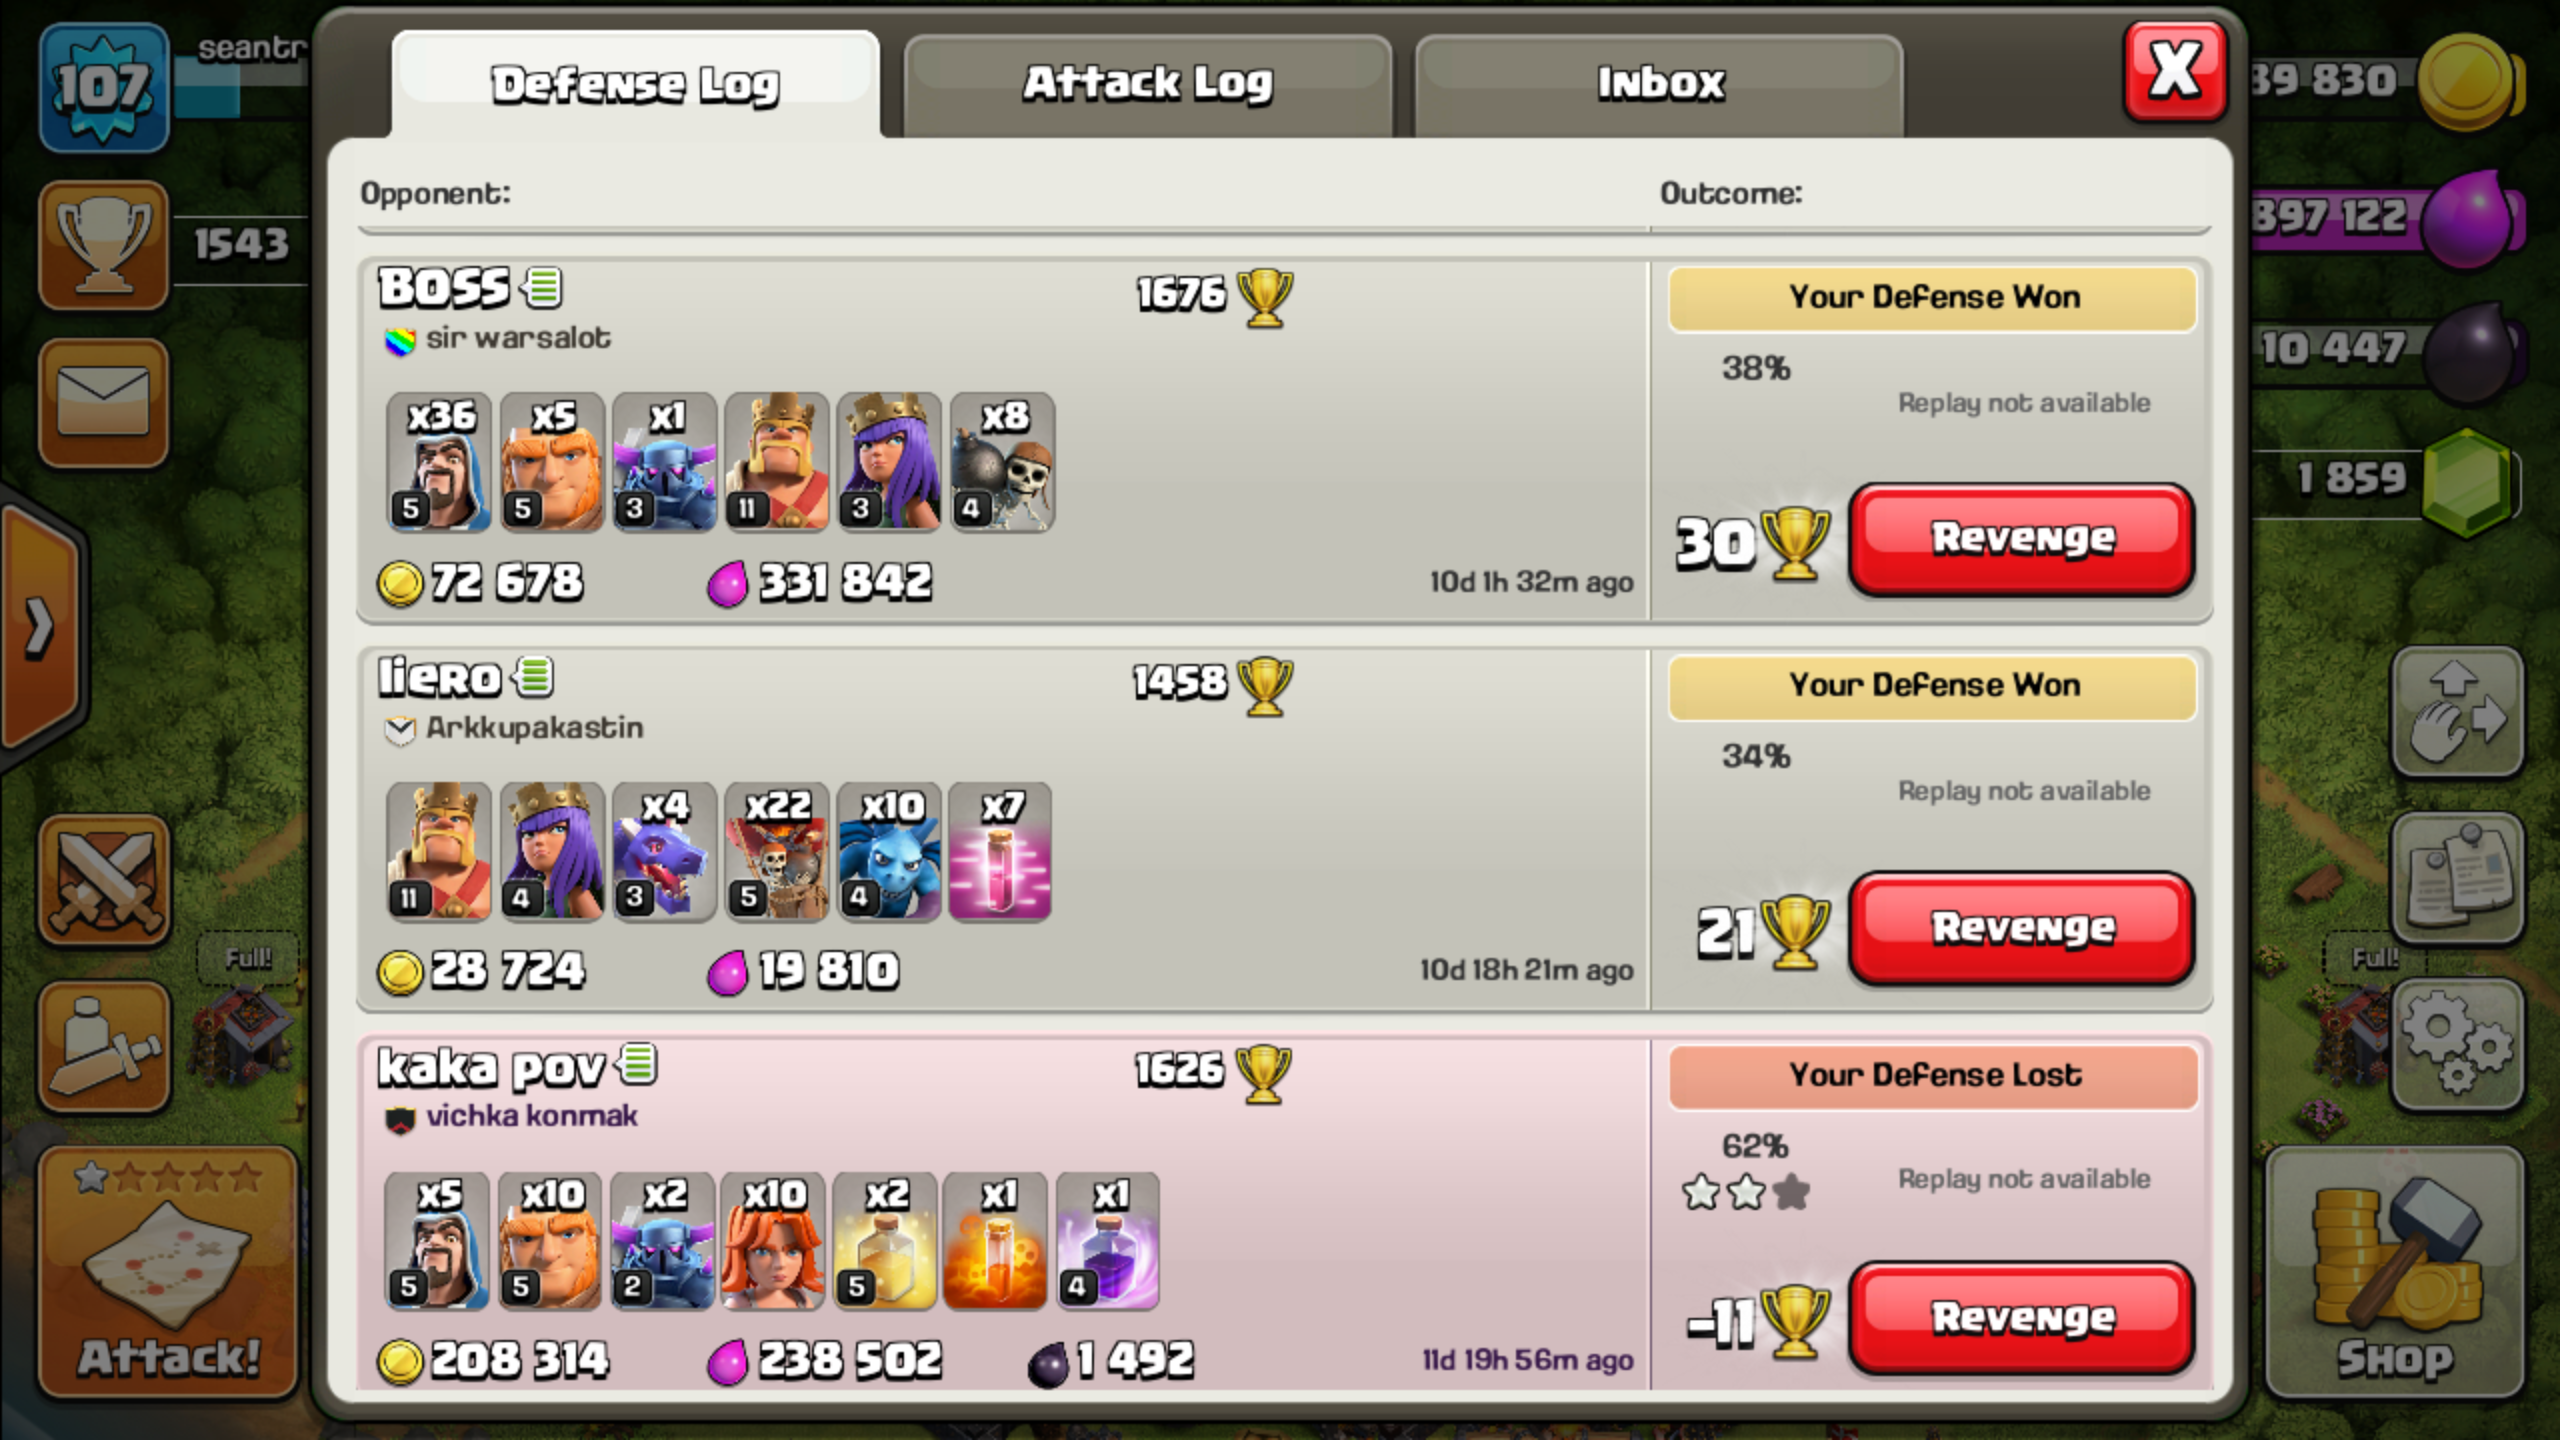 107
seantr
Defense Log
Attack Log
Inbox
X
39 830
1543
897 122
10 447
1 859
Opponent:
Outcome:
BOSS
1676
sir warsalot
x36 x5 x1 x8
5 5 3 11 3 4
72 678 331 842
10d 1h 32m ago
Your Defense Won
38%
Replay not available
30
Revenge
liero
1458
Arkkupakastin
x4 x22 x10 x7
11 4 3 5 4
28 724 19 810
10d 18h 21m ago
Your Defense Won
34%
Replay not available
21
Revenge
kaka pov
1626
vichka konmak
x5 x10 x2 x10 x2 x1 x1
5 5 2 5 4
208 314 238 502 1 492
11d 19h 56m ago
Your Defense Lost
62%
Replay not available
-11
Revenge
Full!
Full!
Attack!
Shop